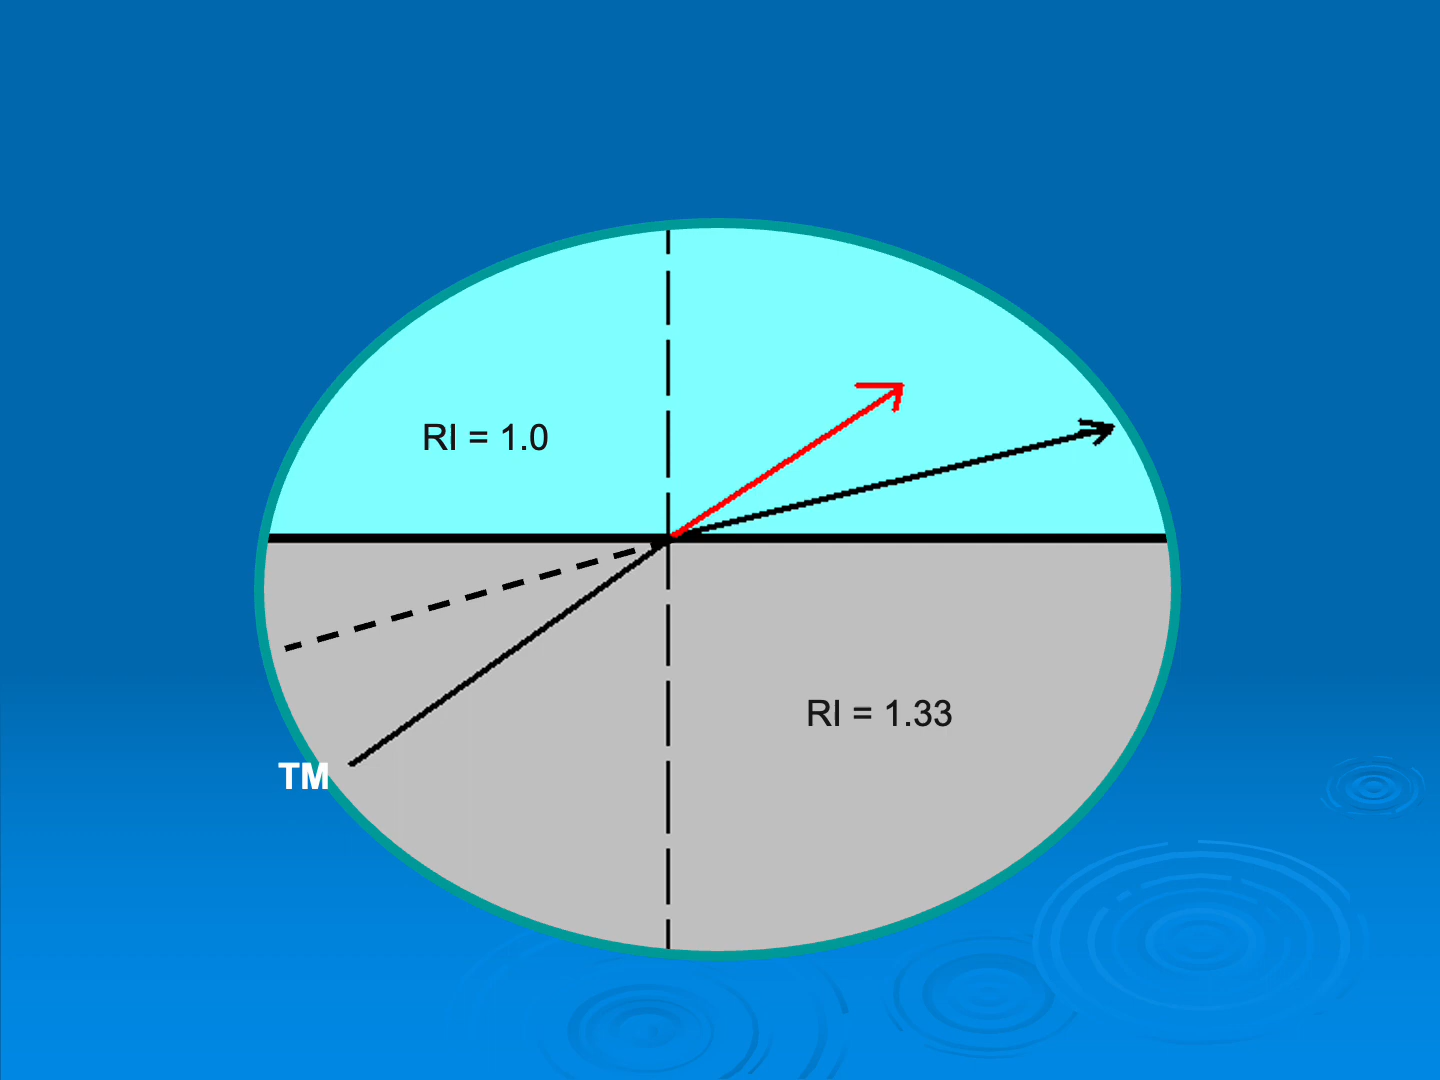 RI = 1.0
RI = 1.33
TM